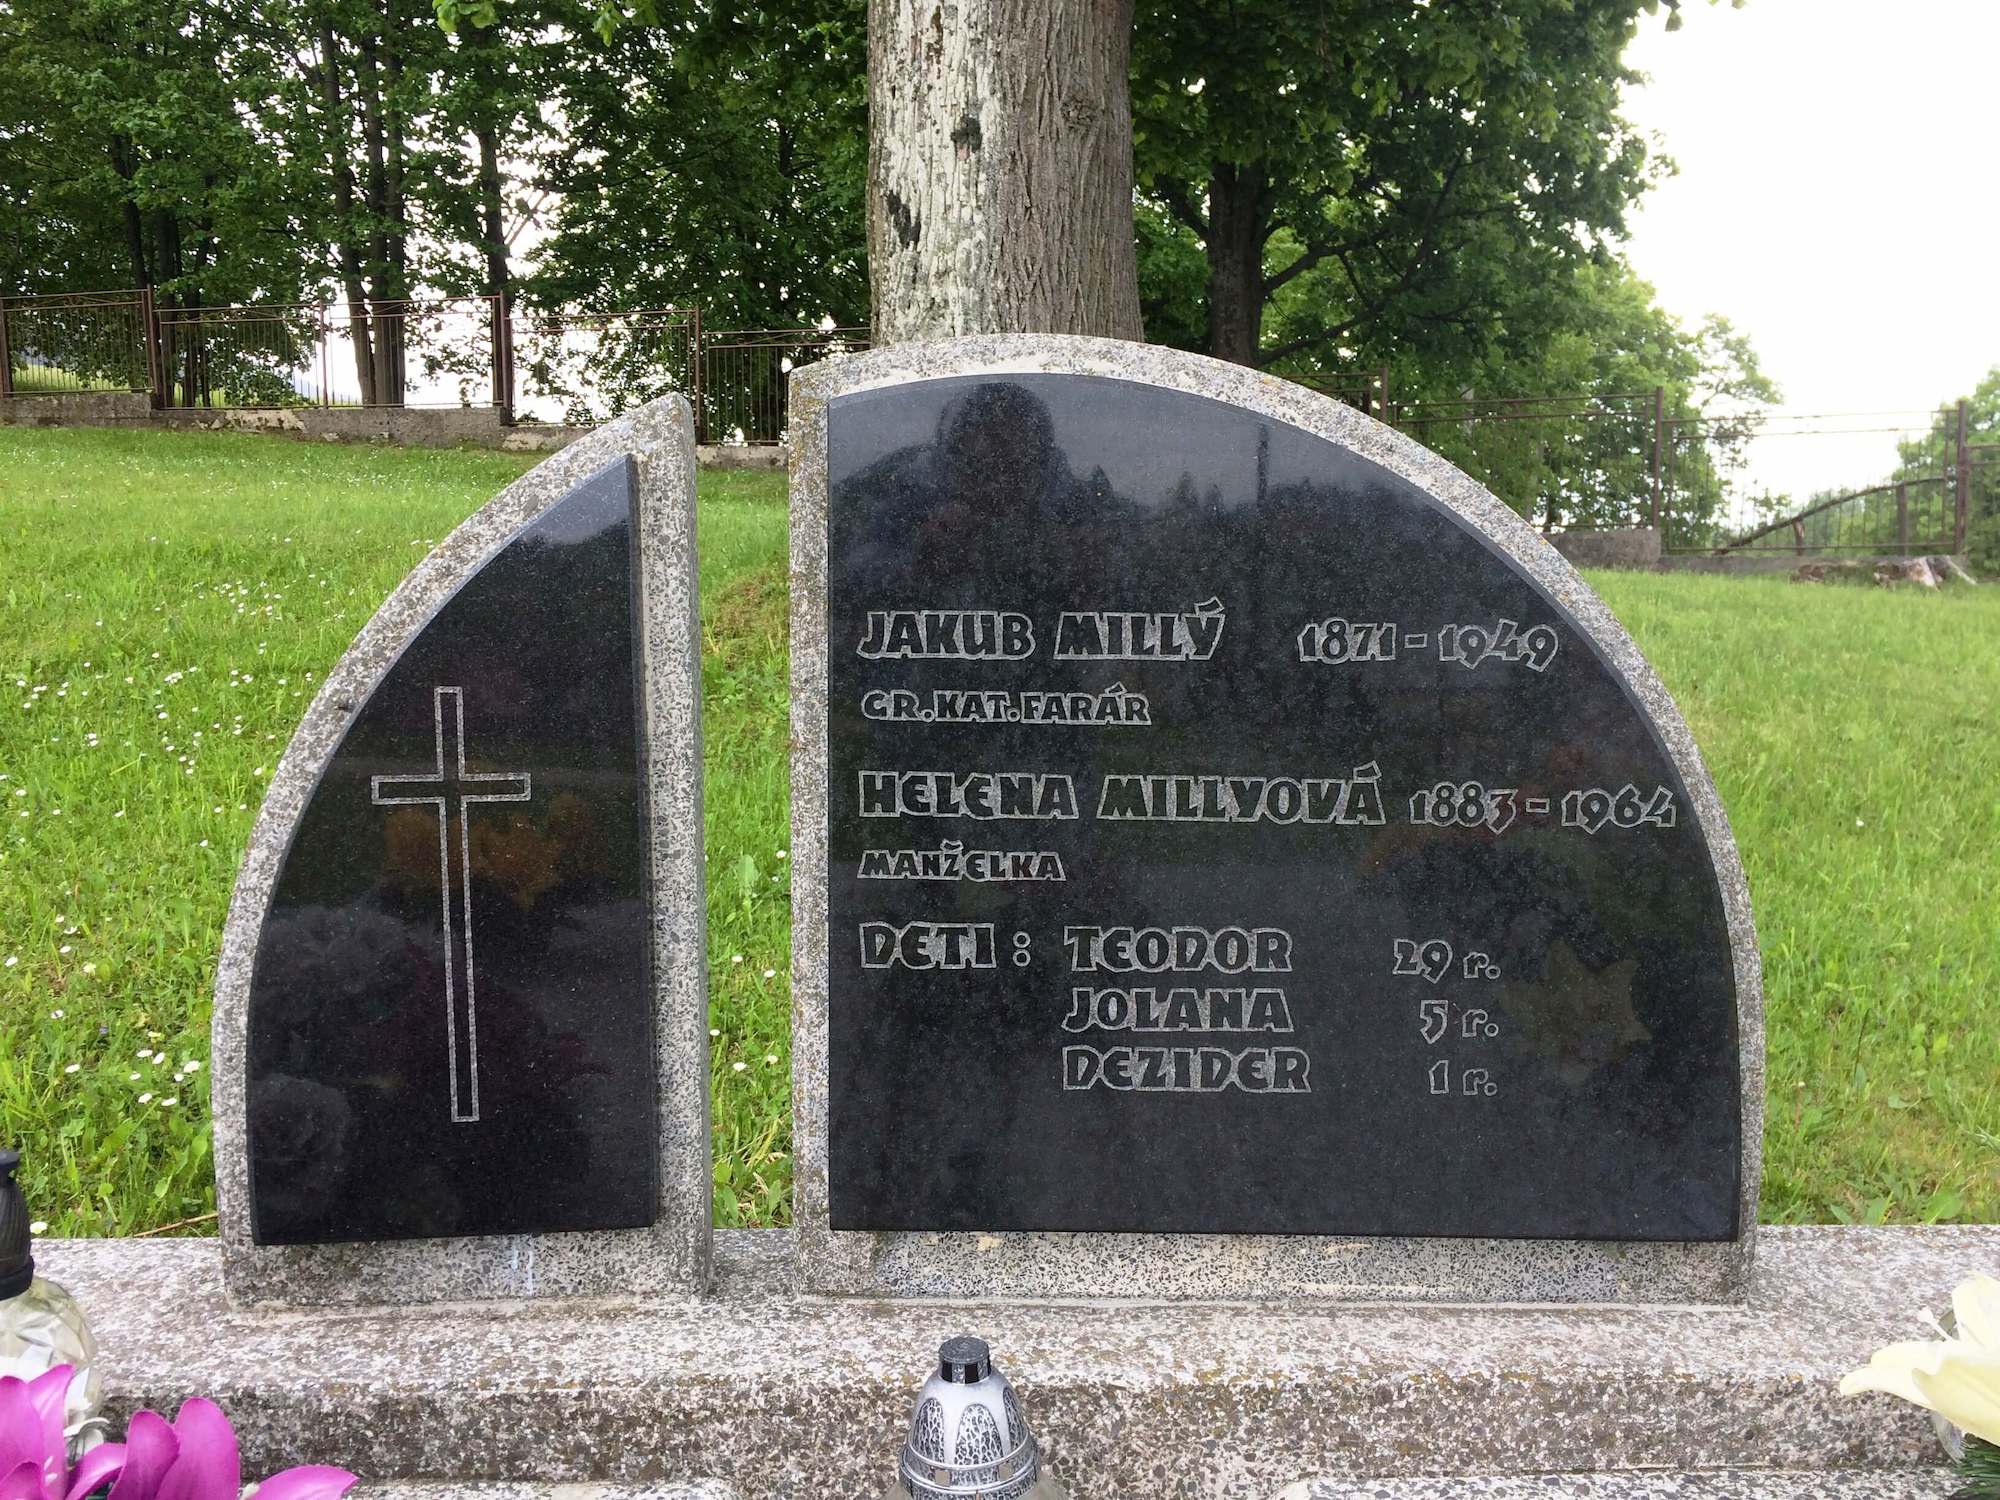 JAKUB MILLÝ 1871 - 1949
GR.KAT.FARÁR
HELENA MILLYOVÁ 1883 - 1964
MANŽELKA
DETI : TEODOR 29 r.
JOLANA 5 r.
DEZIDER 1 r.